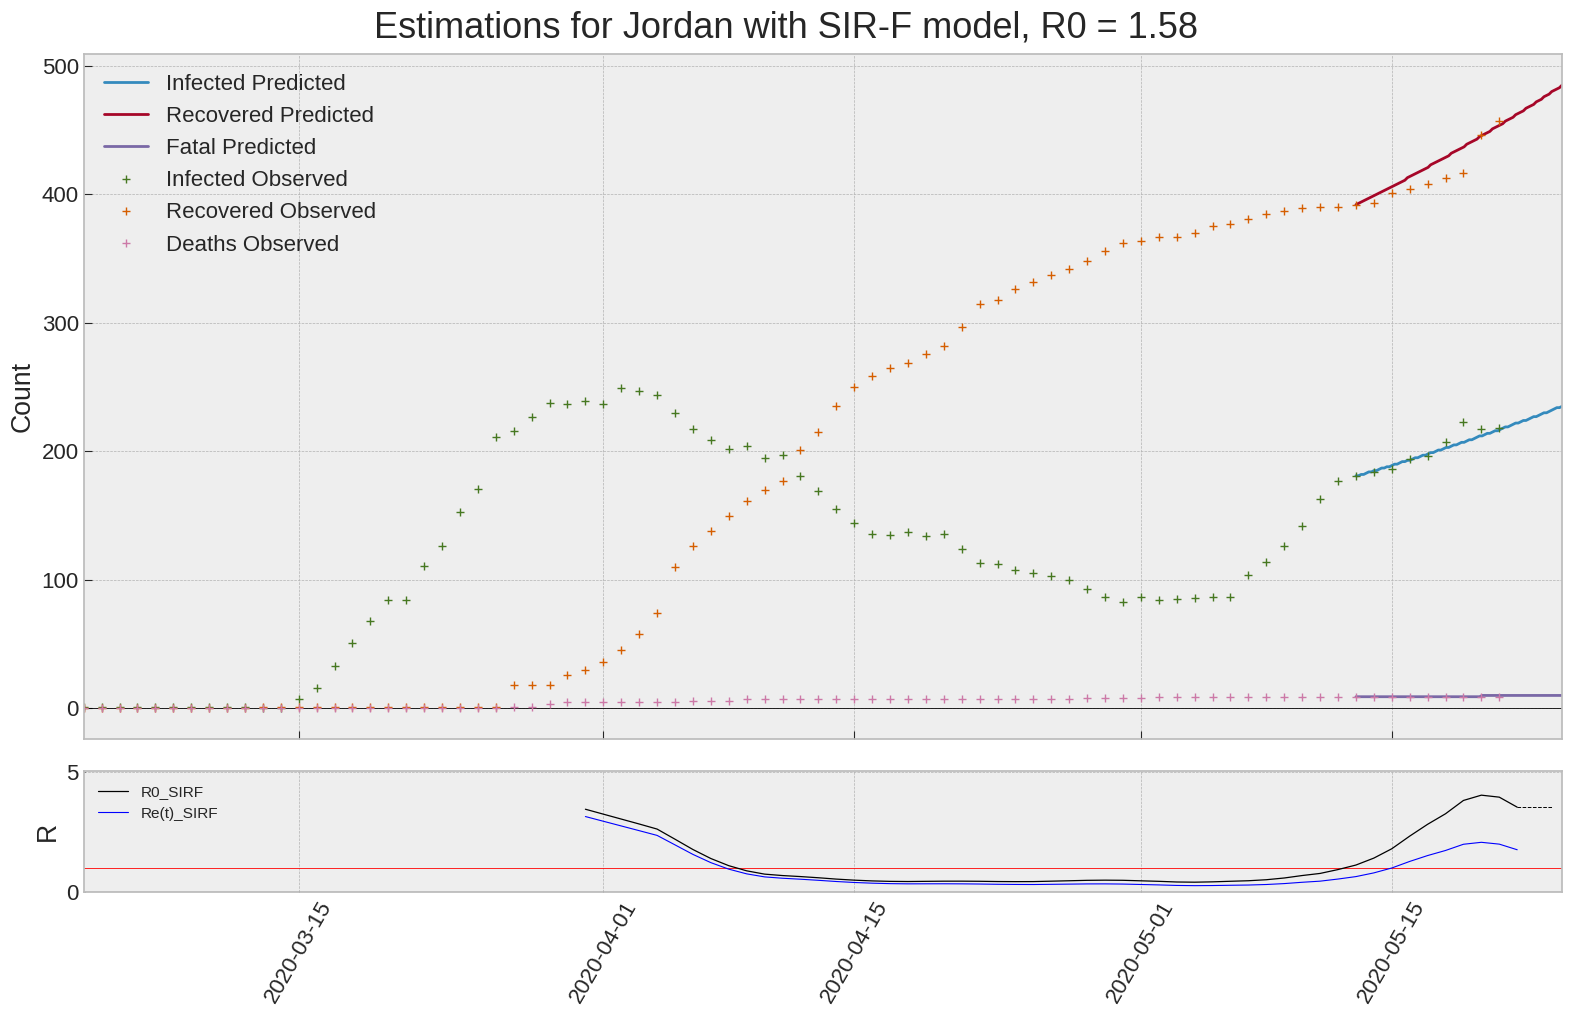 Estimations for Jordan with SIR-F model, R0 = 1.58
500
400
300
200
100
0
Count
Infected Predicted
Recovered Predicted
Fatal Predicted
Infected Observed
Recovered Observed
Deaths Observed
5
0
R
R0_SIRF
Re(t)_SIRF
2020-03-15
2020-04-01
2020-04-15
2020-05-01
2020-05-15